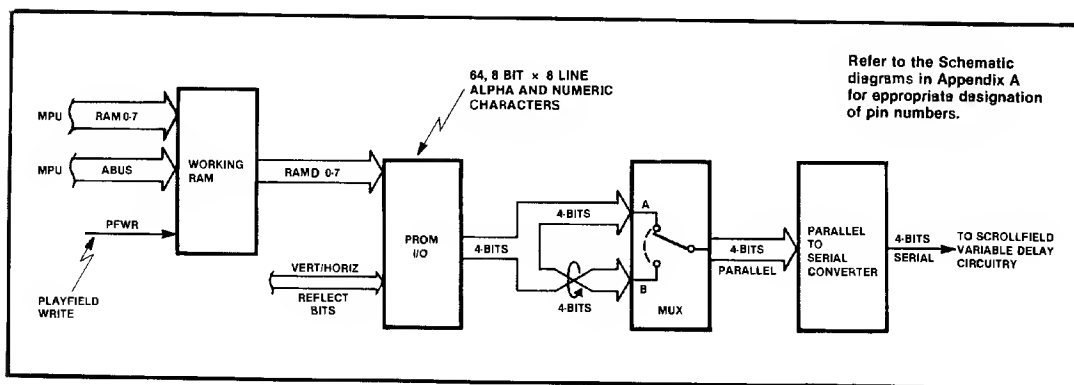 64, 8 BIT × 8 LINE
ALPHA AND NUMERIC
CHARACTERS
Refer to the Schematic
diagrams in Appendix A
for appropriate designation
of pin numbers.
MPU
RAM 0-7
MPU
ABUS
WORKING
RAM
RAMD 0-7
PFWR
PLAYFIELD
WRITE
VERT/HORIZ
REFLECT
BITS
PROM
I/O
4-BITS
4-BITS
4-BITS
A
B
MUX
4-BITS
PARALLEL
PARALLEL
TO
SERIAL
CONVERTER
4-BITS
SERIAL
TO SCROLLFIELD
VARIABLE DELAY
CIRCUITRY